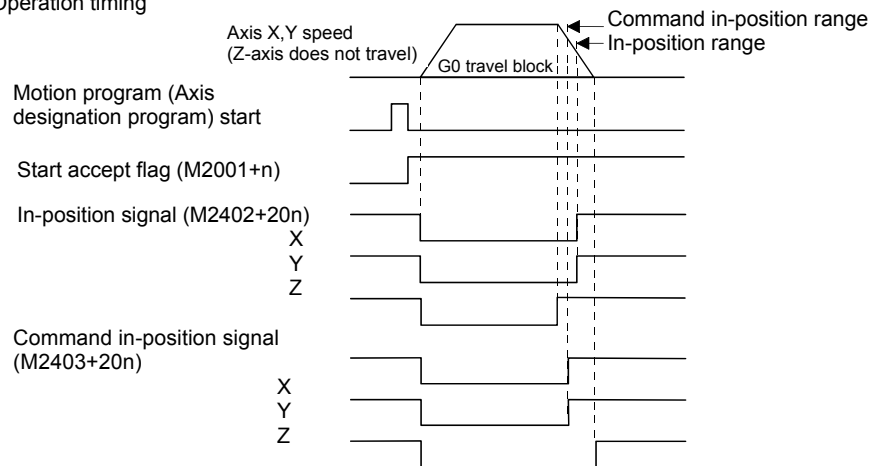 Operation timing
Command in-position range
Axis X,Y speed
(Z-axis does not travel)
In-position range
G0 travel block
Motion program (Axis
designation program) start
Start accept flag (M2001+n)
In-position signal (M2402+20n)
X
Y
Z
Command in-position signal
(M2403+20n)
X
Y
Z